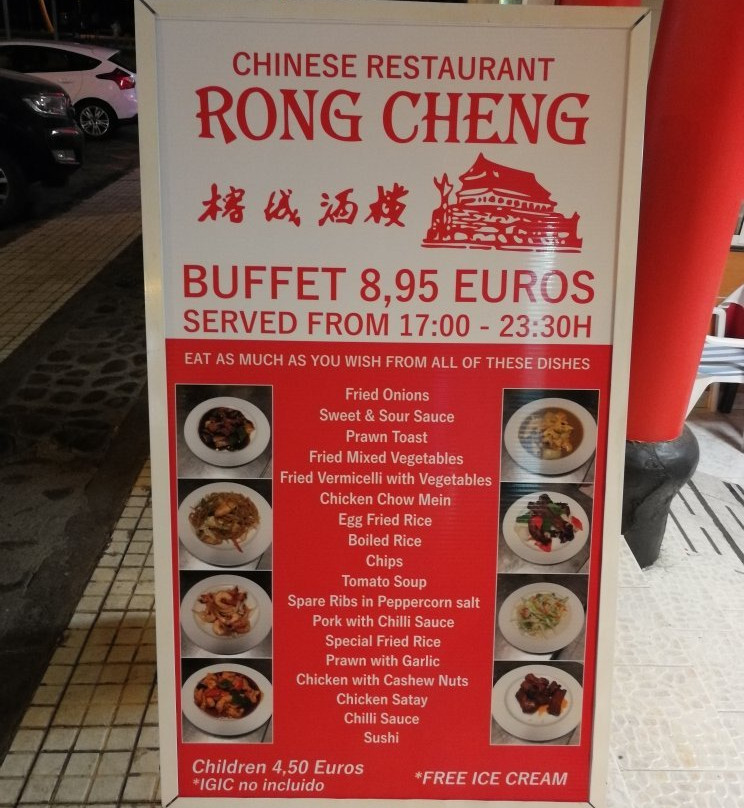 CHINESE RESTAURANT
RONG CHENG
榕城酒楼
BUFFET 8,95 EUROS
SERVED FROM 17:00 - 23:30H
EAT AS MUCH AS YOU WISH FROM ALL OF THESE DISHES
Fried Onions
Sweet & Sour Sauce
Prawn Toast
Fried Mixed Vegetables
Fried Vermicelli with Vegetables
Chicken Chow Mein
Egg Fried Rice
Boiled Rice
Chips
Tomato Soup
Spare Ribs in Peppercorn salt
Pork with Chilli Sauce
Special Fried Rice
Prawn with Garlic
Chicken with Cashew Nuts
Chicken Satay
Chilli Sauce
Sushi
Children 4,50 Euros
*IGIC no incluido
*FREE ICE CREAM